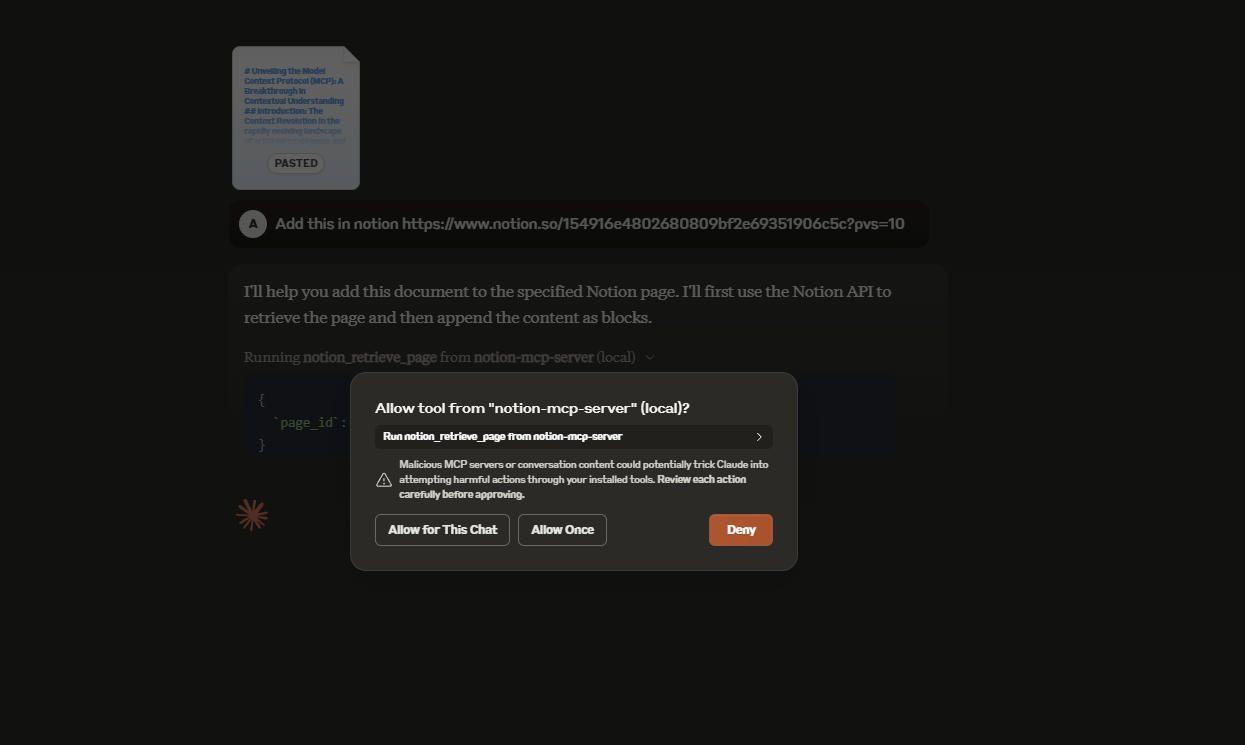 # Unveiling the Model
Context Protocol (MCP): A
Breakthrough in
Contextual Understanding
## Introduction: The
Context Revolution In the
rapidly evolving landscape
PASTED
A
Add this in notion https://www.notion.so/154916e4802680809bf2e69351906c5c?pvs=10
I'll help you add this document to the specified Notion page. I'll first use the Notion API to
retrieve the page and then append the content as blocks.
Running notion_retrieve_page from notion-mcp-server (local)
{
`page_id`:
}
Allow tool from "notion-mcp-server" (local)?
Run notion_retrieve_page from notion-mcp-server
Malicious MCP servers or conversation content could potentially trick Claude into
attempting harmful actions through your installed tools. Review each action
carefully before approving.
Allow for This Chat
Allow Once
Deny